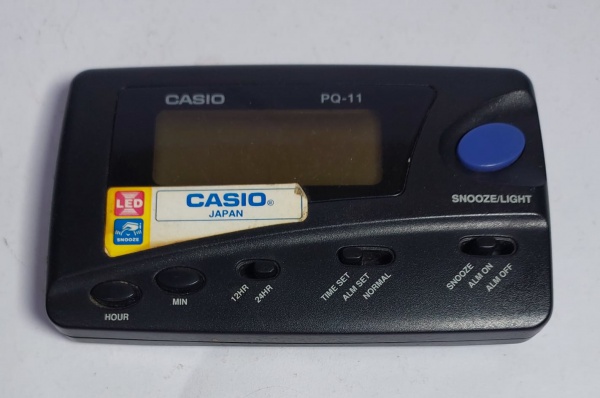 CASIO PQ-11
LED
SNOOZE
CASIO®
JAPAN
SNOOZE/LIGHT
HOUR
MIN
12HR
24HR
TIME SET
ALM SET
NORMAL
SNOOZE
ALM ON
ALM OFF